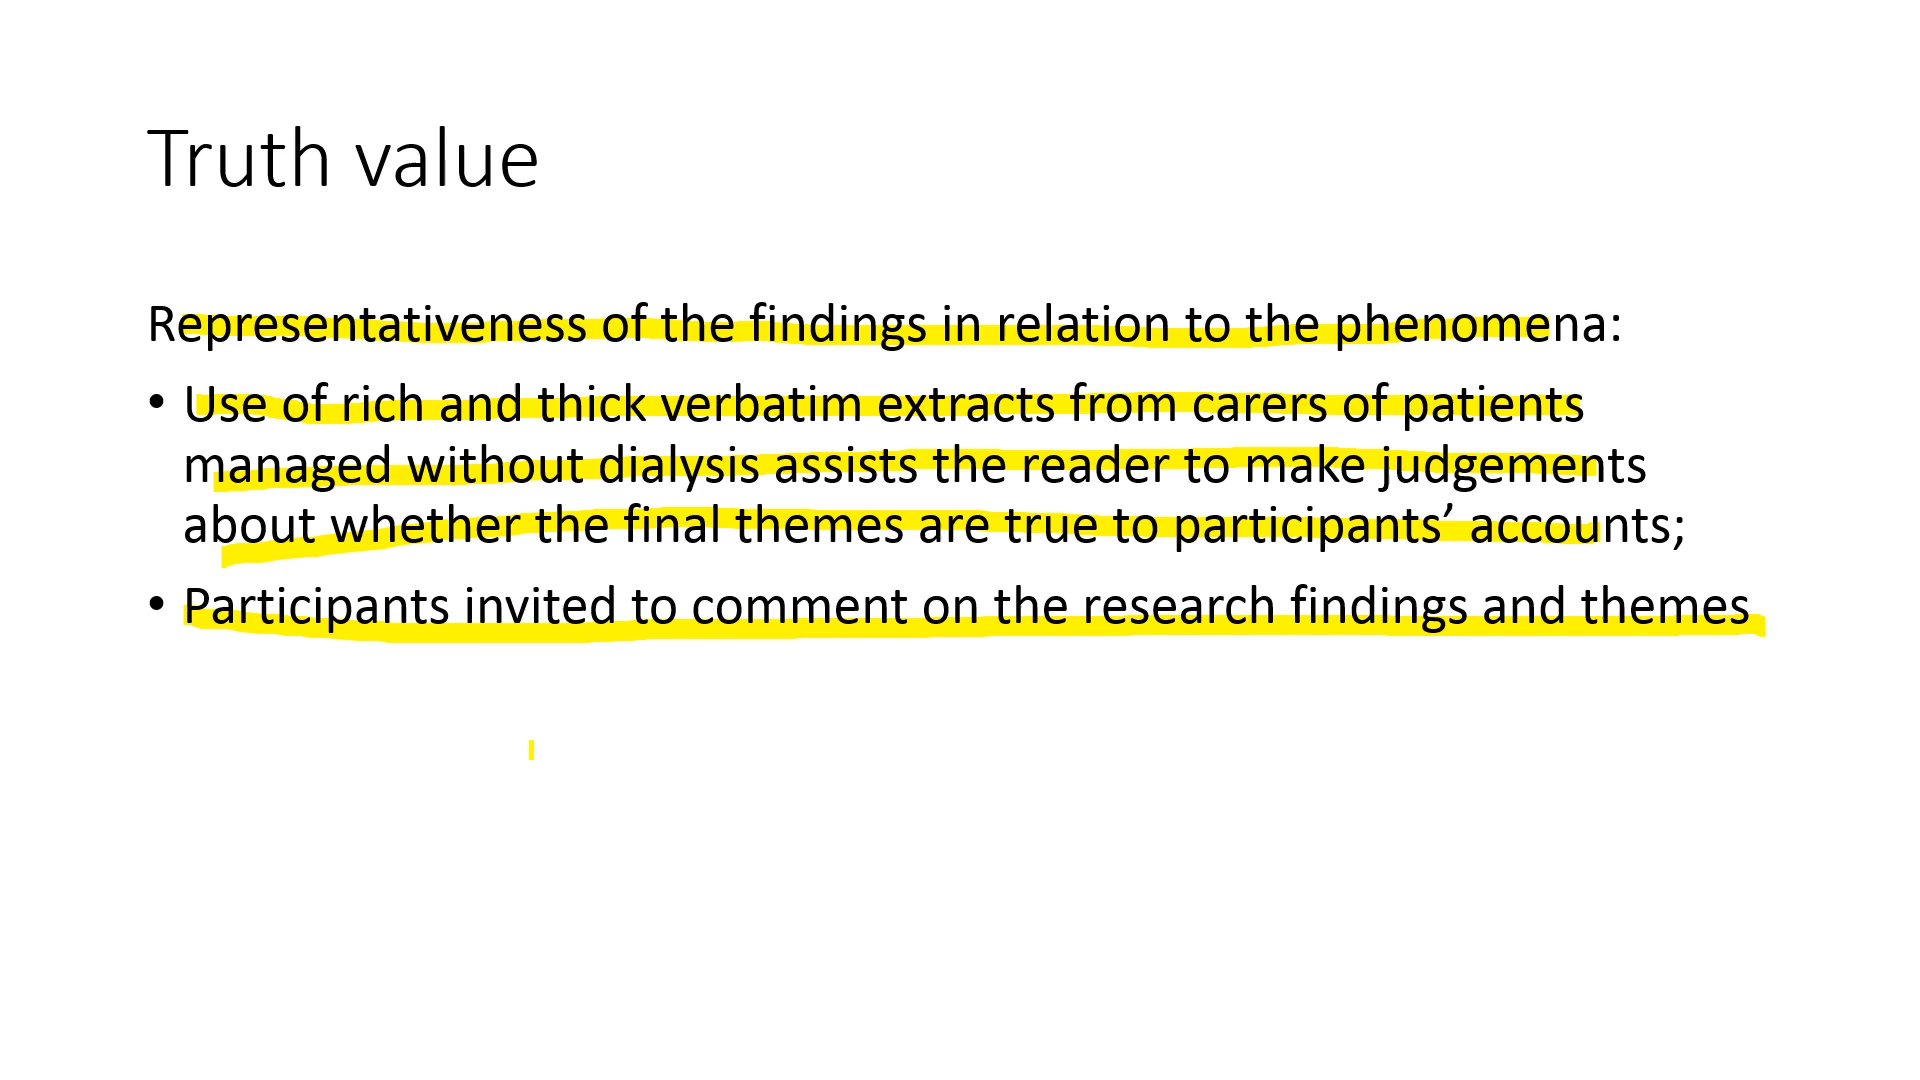 Truth value
Representativeness of the findings in relation to the phenomena:
• Use of rich and thick verbatim extracts from carers of patients
managed without dialysis assists the reader to make judgements
about whether the final themes are true to participants’ accounts;
• Participants invited to comment on the research findings and themes